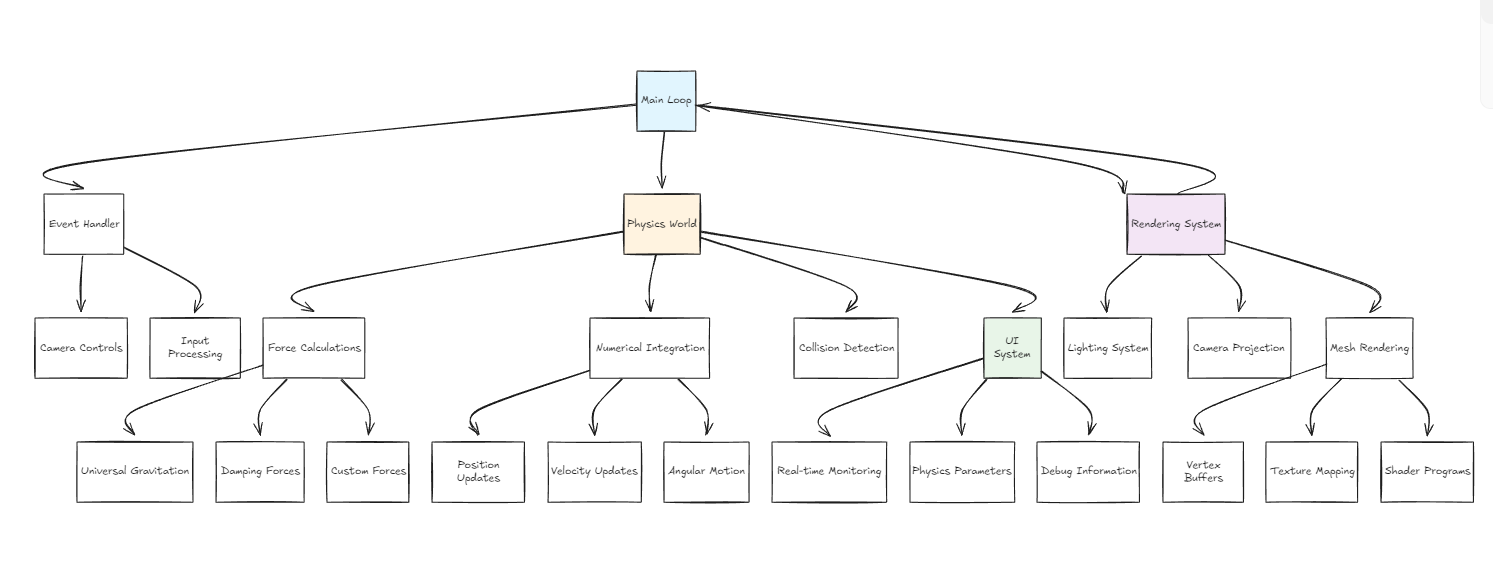 Main Loop
Event Handler
Physics World
Rendering System
Camera Controls
Input
Processing
Force Calculations
Numerical Integration
Collision Detection
UI
System
Lighting System
Camera Projection
Mesh Rendering
Universal Gravitation
Damping Forces
Custom Forces
Position
Updates
Velocity Updates
Angular Motion
Real-time Monitoring
Physics Parameters
Debug Information
Vertex
Buffers
Texture Mapping
Shader Programs